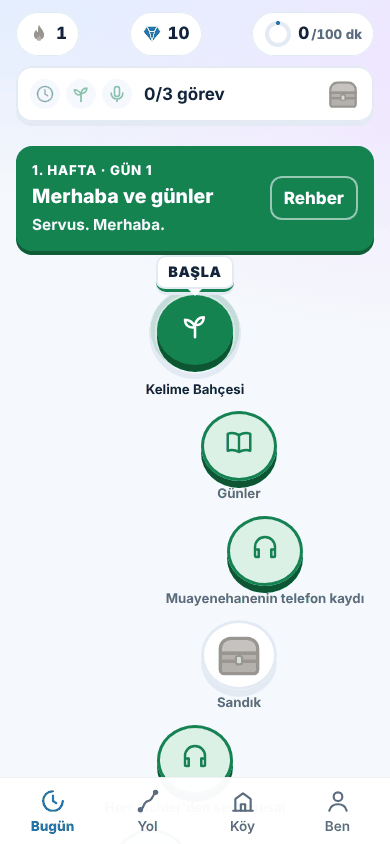 1
10
0/100 dk
0/3 görev
1. HAFTA · GÜN 1
Merhaba ve günler
Servus. Merhaba.
Rehber
BAŞLA
Kelime Bahçesi
Günler
Muayenehanenin telefon kaydı
Sandık
Bugün
Yol
Köy
Ben